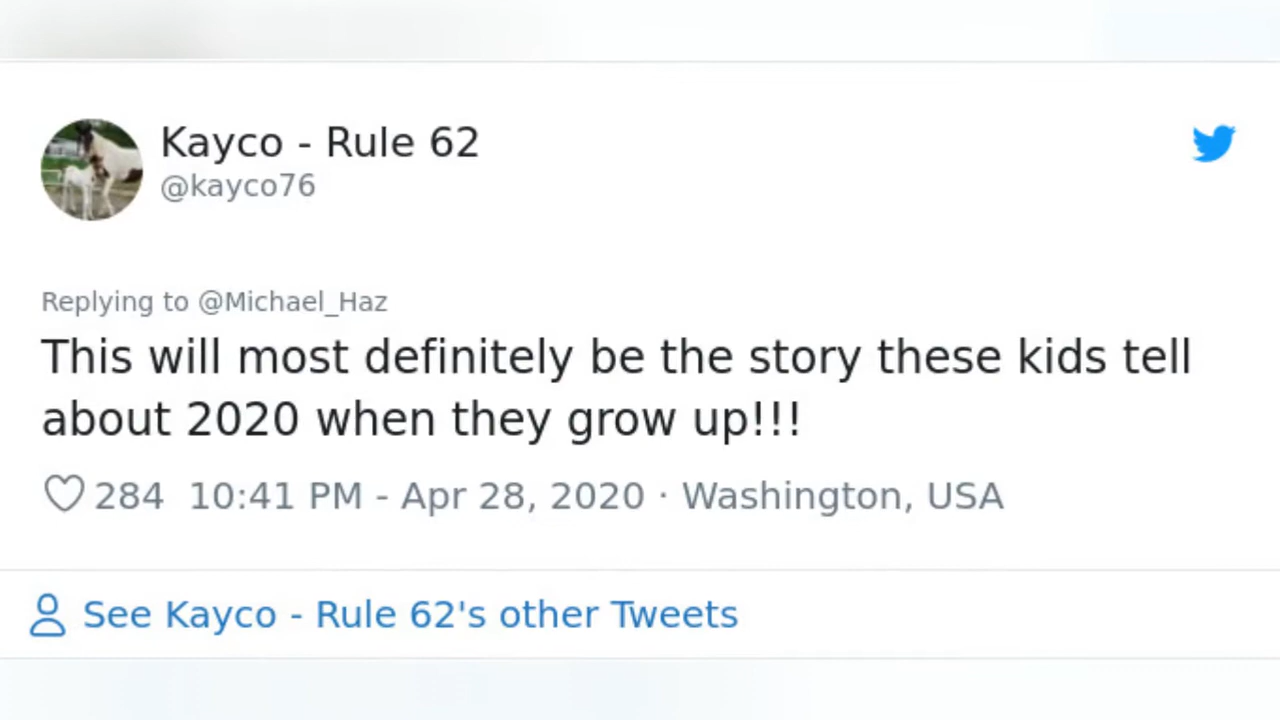 Kayco - Rule 62
@kayco76
Replying to @Michael_Haz
This will most definitely be the story these kids tell
about 2020 when they grow up!!!
284 10:41 PM - Apr 28, 2020 · Washington, USA
See Kayco - Rule 62's other Tweets